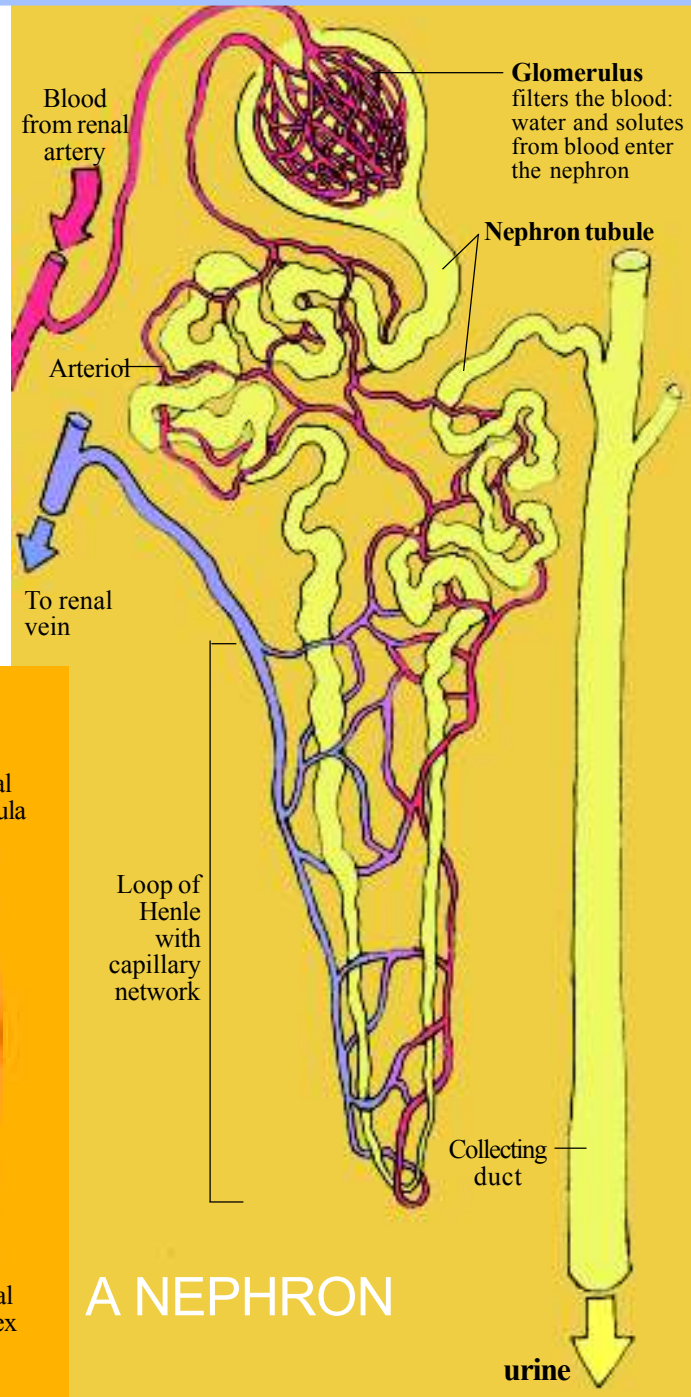 Blood
from renal
artery
Glomerulus
filters the blood:
water and solutes
from blood enter
the nephron
Nephron tubule
Arteriol
To renal
vein
Loop of
Henle
with
capillary
network
Collecting
duct
A NEPHRON
urine